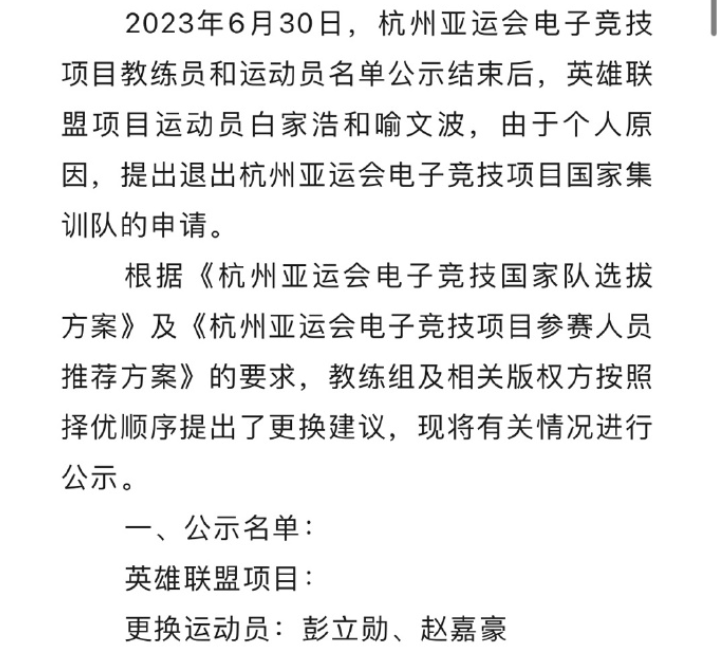 2023年6月30日，杭州亚运会电子竞技
项目教练员和运动员名单公示结束后，英雄联
盟项目运动员白家浩和喻文波，由于个人原
因，提出退出杭州亚运会电子竞技项目国家集
训队的申请。
根据《杭州亚运会电子竞技国家队选拔
方案》及《杭州亚运会电子竞技项目参赛人员
推荐方案》的要求，教练组及相关版权方按照
择优顺序提出了更换建议，现将有关情况进行
公示。
一、公示名单：
英雄联盟项目：
更换运动员：彭立勋、赵嘉豪